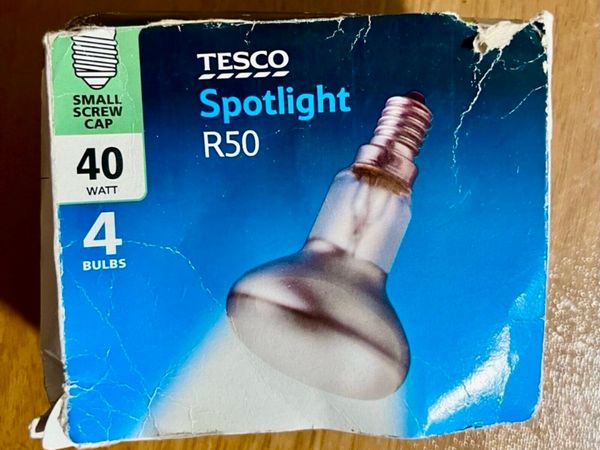 SMALL
SCREW
CAP
40
WATT
4
BULBS
TESCO
Spotlight
R50